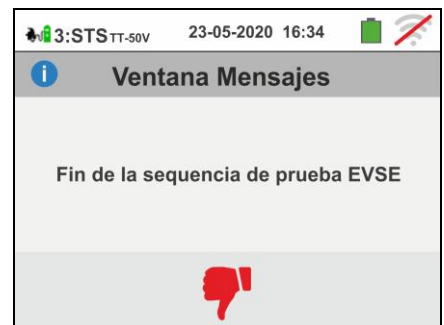 3:STS TT-50V 23-05-2020 16:34
Ventana Mensajes
Fin de la sequencia de prueba EVSE